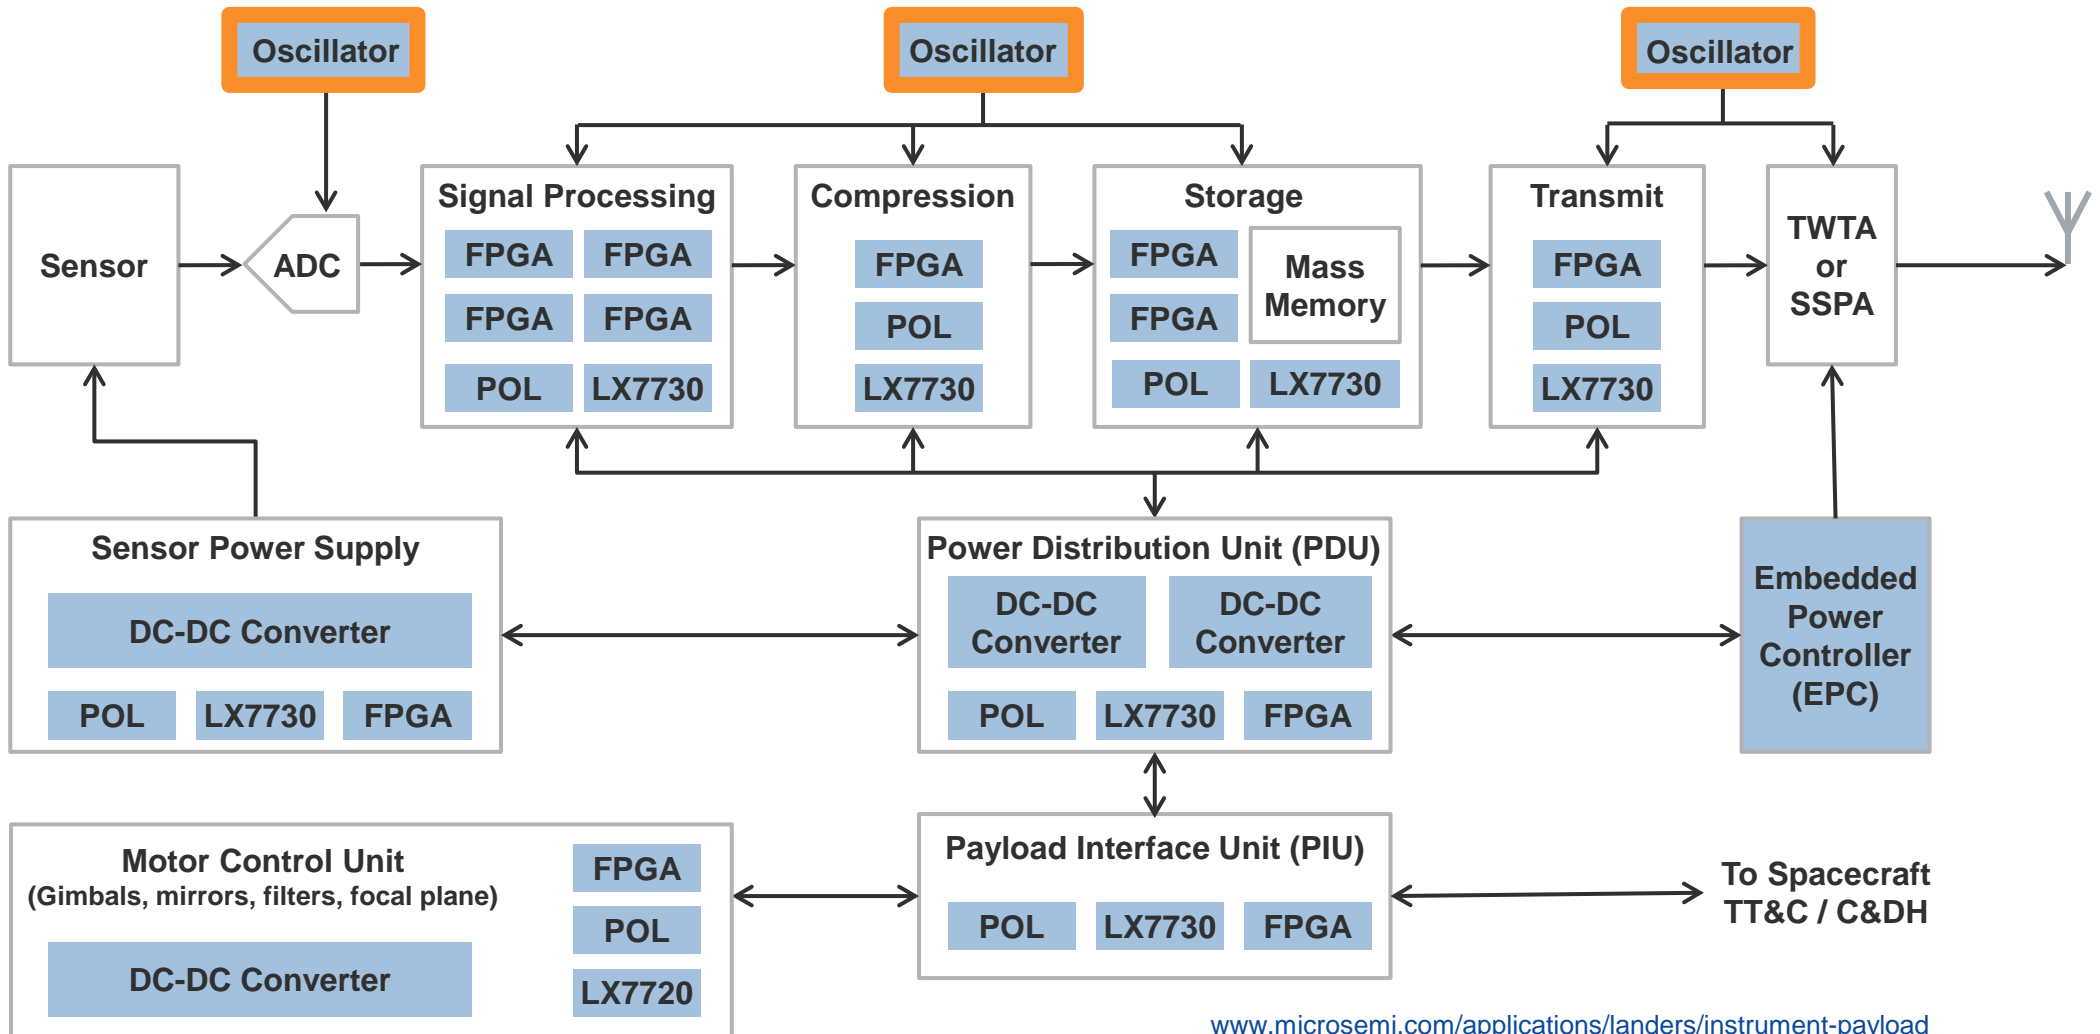 Oscillator
Oscillator
Oscillator
Sensor
ADC
Signal Processing
FPGA FPGA
FPGA FPGA
POL LX7730
Compression
FPGA
POL
LX7730
Storage
FPGA
FPGA
Mass
Memory
POL LX7730
Transmit
FPGA
POL
LX7730
TWTA
or
SSPA
Sensor Power Supply
DC-DC Converter
POL LX7730 FPGA
Power Distribution Unit (PDU)
DC-DC
Converter
DC-DC
Converter
POL LX7730 FPGA
Embedded
Power
Controller
(EPC)
Motor Control Unit
(Gimbals, mirrors, filters, focal plane)
DC-DC Converter
FPGA
POL
LX7720
Payload Interface Unit (PIU)
POL LX7730 FPGA
To Spacecraft
TT&C / C&DH
www.microsemi.com/applications/landers/instrument-payload